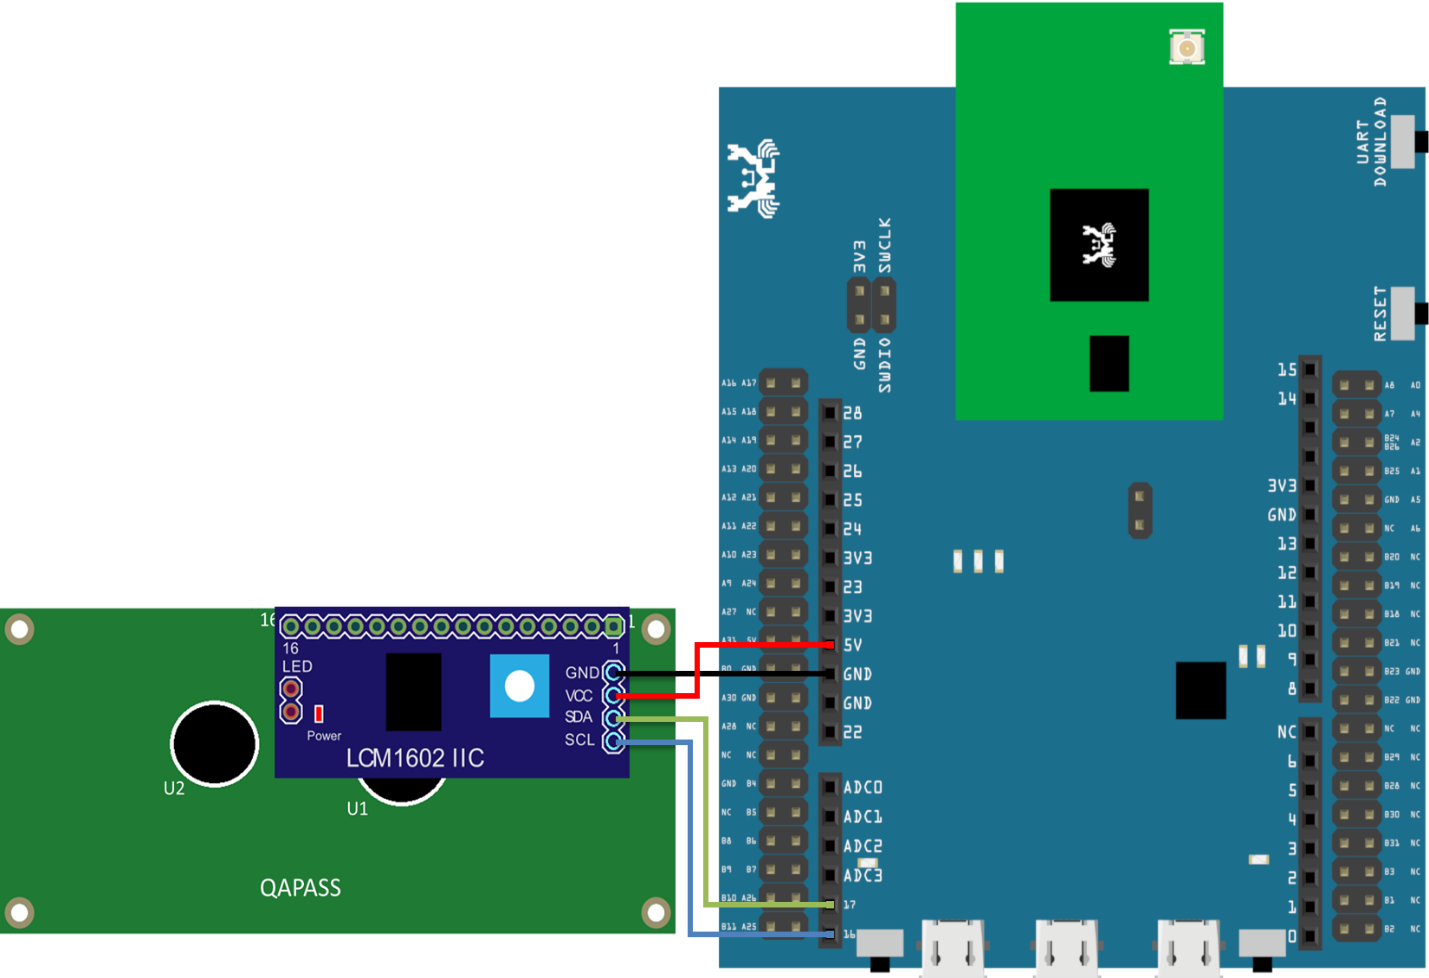 UART
DOWNLOAD
3V3 SWCLK
GND SWDIO
RESET
A16 A17
A15 A18
A14 A19
A13 A20
A12 A21
A11 A22
A10 A23
A9 A24
A27 NC
A31 5V
B0 GND
A30 GND
A28 NC
NC NC
GND B4
NC B5
B8 B6
B9 B7
B10 A26
B11 A25
28
27
26
25
24
3V3
23
3V3
5V
GND
GND
22
ADC0
ADC1
ADC2
ADC3
17
16
15
14
3V3
GND
13
12
11
10
9
8
NC
6
5
4
3
2
1
0
A8 A0
A7 A4
B24
B26 A2
B25 A1
GND A5
NC A6
B20 NC
B19 NC
B18 NC
B21 NC
B23 GND
B22 GND
NC NC
B29 NC
B28 NC
B30 NC
B31 NC
B3 NC
B1 NC
B2 NC
16 1
16 1
LED
GND
VCC
SDA
SCL
Power
LCM1602 IIC
U2
U1
QAPASS